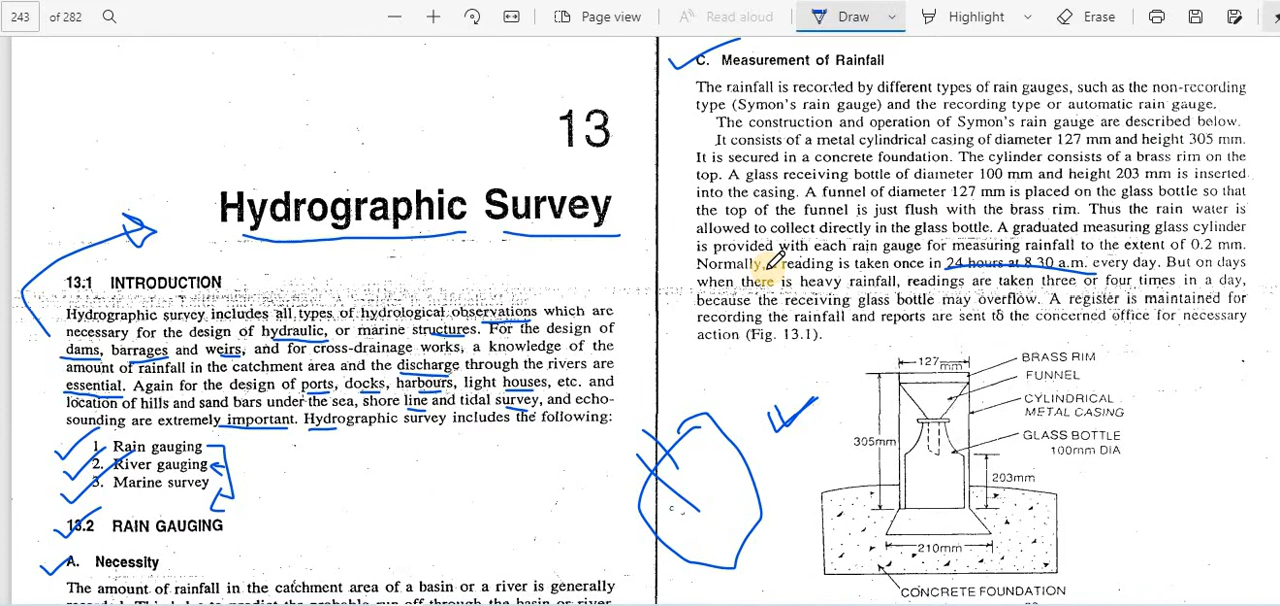 243 of 282
Page view
Read aloud
Draw
Highlight
Erase
13
Hydrographic Survey
13.1 INTRODUCTION
Hydrographic survey includes all types of hydrological observations which are
necessary for the design of hydraulic, or marine structures. For the design of
dams, barrages and weirs, and for cross-drainage works, a knowledge of the
amount of rainfall in the catchment area and the discharge through the rivers are
essential. Again for the design of ports, docks, harbours, light houses, etc. and
location of hills and sand bars under the sea, shore line and tidal survey, and echo-
sounding are extremely important. Hydrographic survey includes the following:
1. Rain gauging
2. River gauging
3. Marine survey
13.2 RAIN GAUGING
A. Necessity
The amount of rainfall in the catchment area of a basin or a river is generally
C. Measurement of Rainfall
The rainfall is recorded by different types of rain gauges, such as the non-recording
type (Symon's rain gauge) and the recording type or automatic rain gauge.
The construction and operation of Symon's rain gauge are described below.
It consists of a metal cylindrical casing of diameter 127 mm and height 305 mm.
It is secured in a concrete foundation. The cylinder consists of a brass rim on the
top. A glass receiving bottle of diameter 100 mm and height 203 mm is inserted
into the casing. A funnel of diameter 127 mm is placed on the glass bottle so that
the top of the funnel is just flush with the brass rim. Thus the rain water is
allowed to collect directly in the glass bottle. A graduated measuring glass cylinder
is provided with each rain gauge for measuring rainfall to the extent of 0.2 mm.
Normally, reading is taken once in 24 hours at 8.30 a.m. every day. But on days
when there is heavy rainfall, readings are taken three or four times in a day,
because the receiving glass bottle may overflow. A register is maintained for
recording the rainfall and reports are sent to the concerned office for necessary
action (Fig. 13.1).
127 mm
BRASS RIM
FUNNEL
CYLINDRICAL
METAL CASING
305mm
GLASS BOTTLE
100mm DIA
203mm
210mm
CONCRETE FOUNDATION